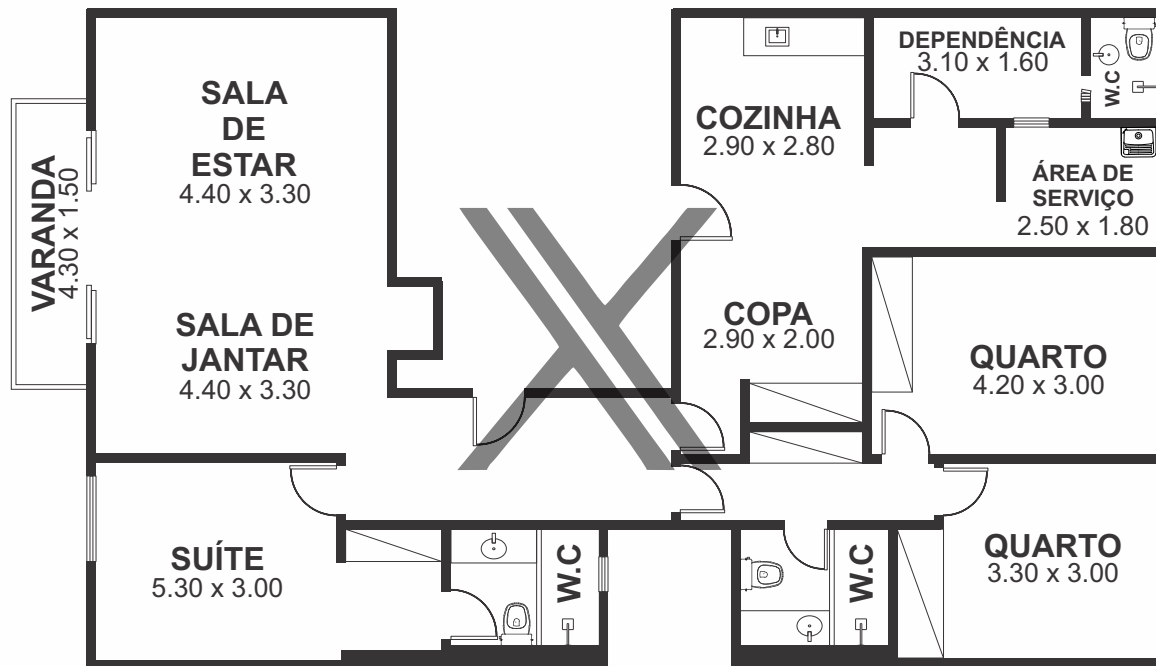 SALA
DE
ESTAR
4.40 x 3.30
VARANDA
4.30 x 1.50
SALA DE
JANTAR
4.40 x 3.30
COZINHA
2.90 x 2.80
DEPENDÊNCIA
3.10 x 1.60
W.C
ÁREA DE
SERVIÇO
2.50 x 1.80
COPA
2.90 x 2.00
QUARTO
4.20 x 3.00
SUÍTE
5.30 x 3.00
W.C
W.C
QUARTO
3.30 x 3.00